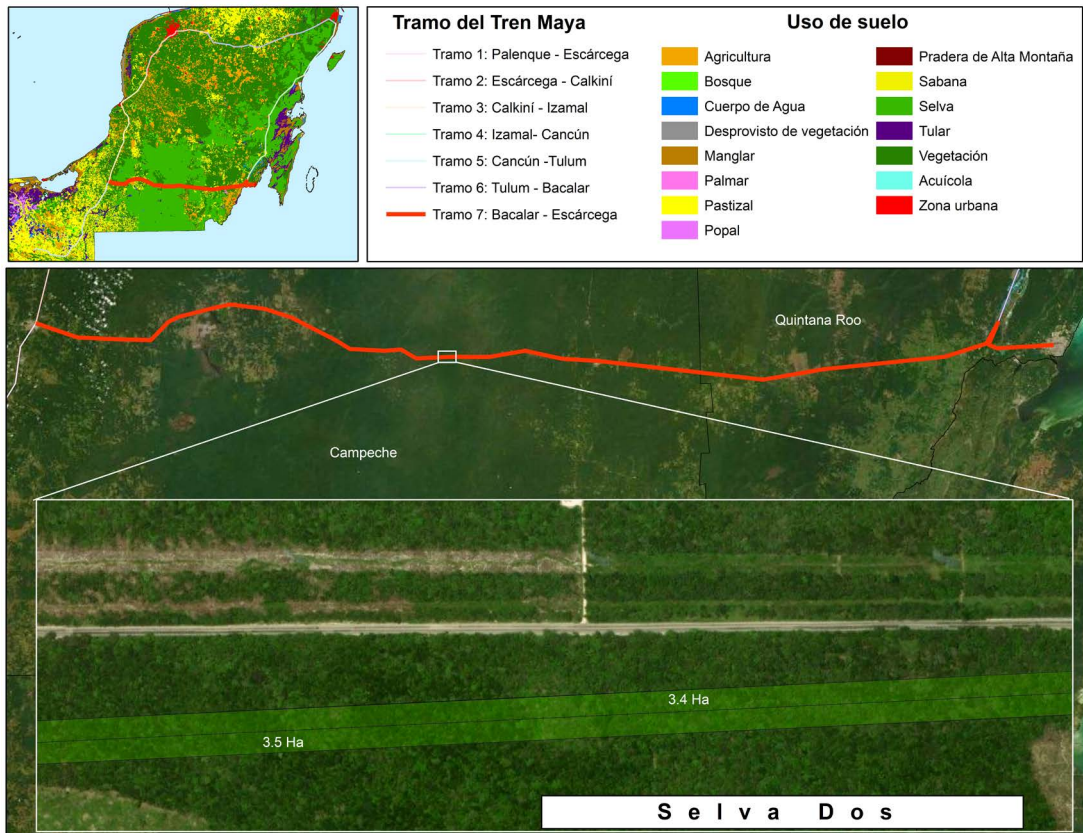 Tramo del Tren Maya
Tramo 1: Palenque - Escárcega
Tramo 2: Escárcega - Calkiní
Tramo 3: Calkiní - Izamal
Tramo 4: Izamal- Cancún
Tramo 5: Cancún -Tulum
Tramo 6: Tulum - Bacalar
Tramo 7: Bacalar - Escárcega
Uso de suelo
Agricultura
Bosque
Cuerpo de Agua
Desprovisto de vegetación
Manglar
Palmar
Pastizal
Popal
Pradera de Alta Montaña
Sabana
Selva
Tular
Vegetación
Acuícola
Zona urbana
Quintana Roo
Campeche
3.4 Ha
3.5 Ha
Selva Dos